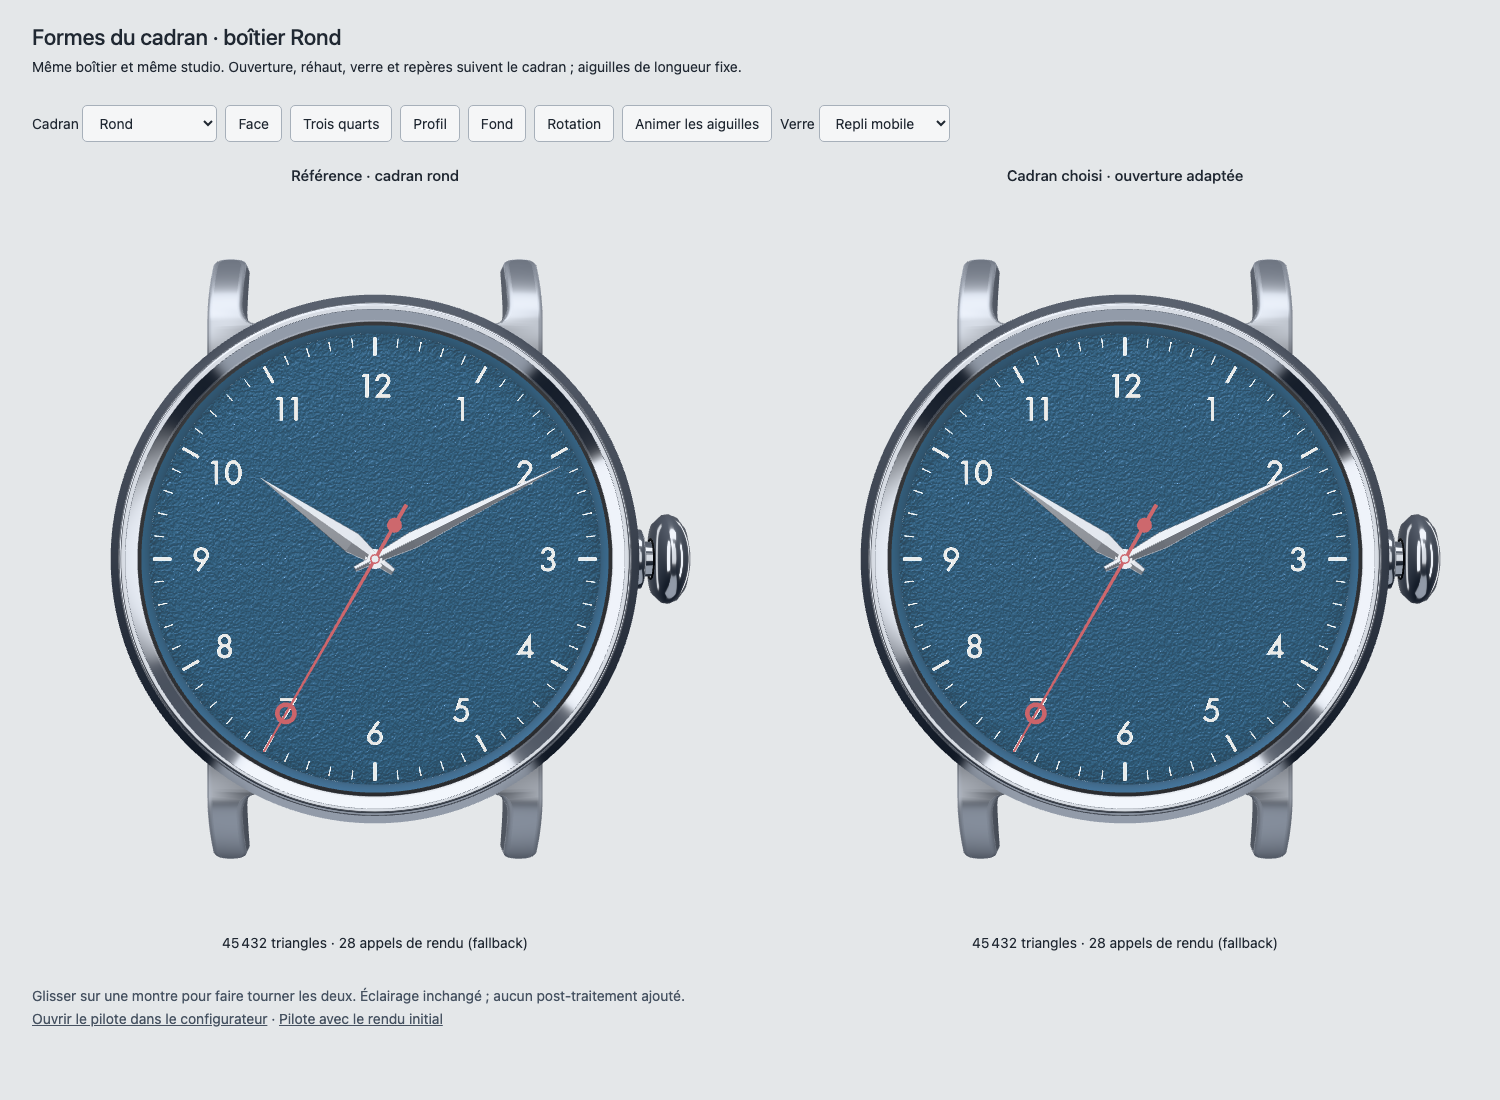 Formes du cadran · boîtier Rond
Même boîtier et même studio. Ouverture, réhaut, verre et repères suivent le cadran ; aiguilles de longueur fixe.
Cadran Rond Face Trois quarts Profil Fond Rotation Animer les aiguilles Verre Repli mobile
Référence · cadran rond
12
11 1
10 2
9 3
8 4
7 5
6
45 432 triangles · 28 appels de rendu (fallback)
Cadran choisi · ouverture adaptée
12
11 1
10 2
9 3
8 4
7 5
6
45 432 triangles · 28 appels de rendu (fallback)
Glisser sur une montre pour faire tourner les deux. Éclairage inchangé ; aucun post-traitement ajouté.
Ouvrir le pilote dans le configurateur · Pilote avec le rendu initial